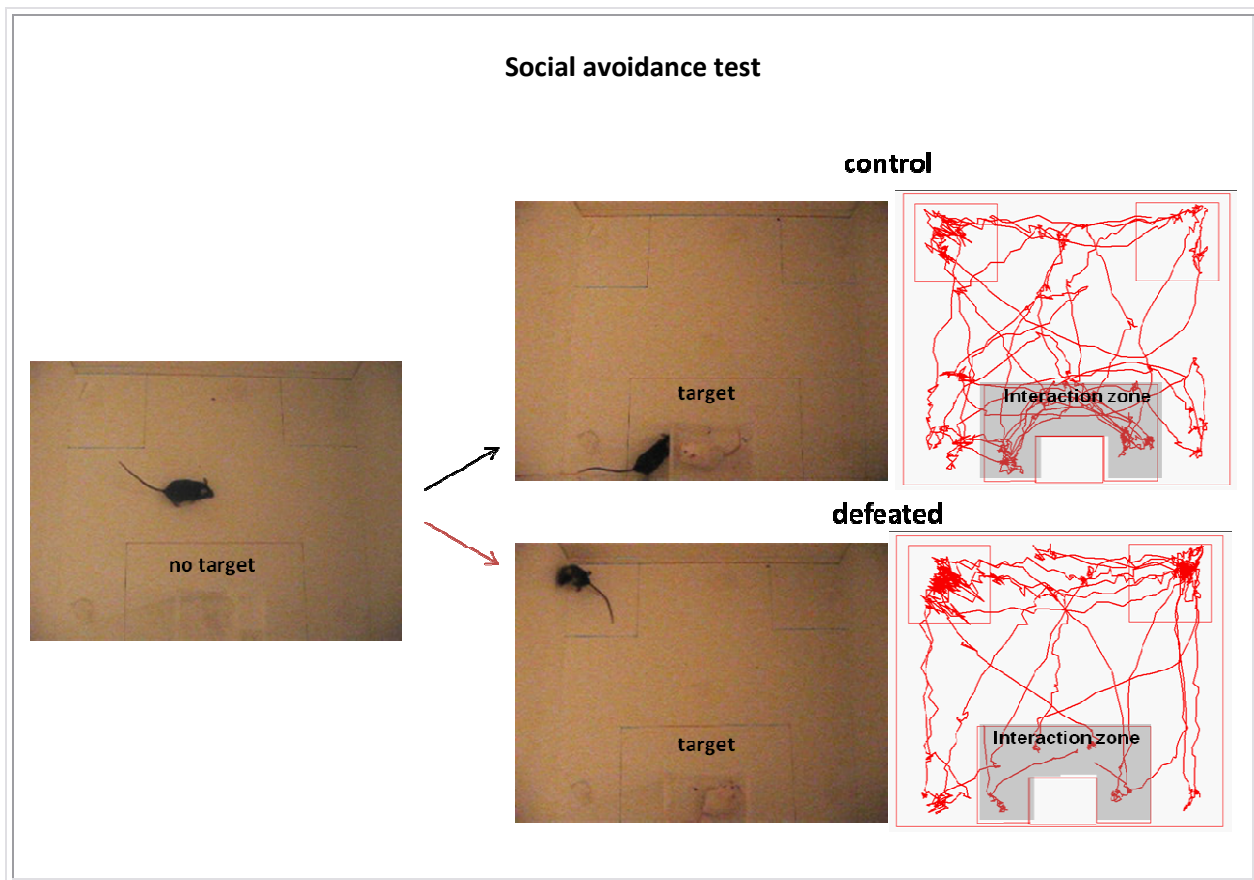 Social avoidance test
control
target
Interaction zone
no target
defeated
target
Interaction zone